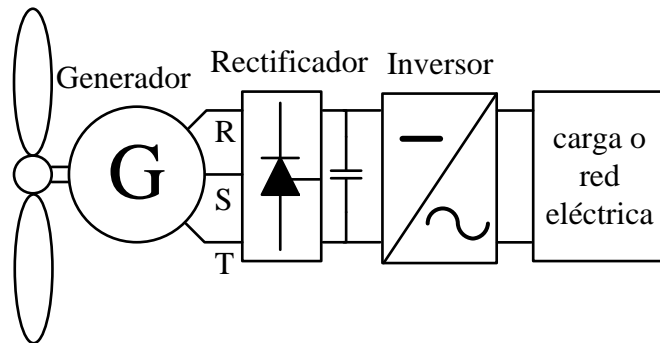 Generador
Rectificador
Inversor
G
R
S
T
carga o
red
eléctrica